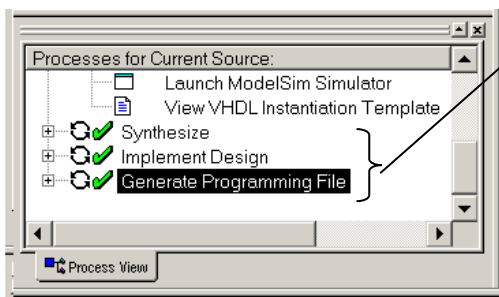 Processes for Current Source:
Launch ModelSim Simulator
View VHDL Instantiation Template
Synthesize
Implement Design
Generate Programming File
Process View